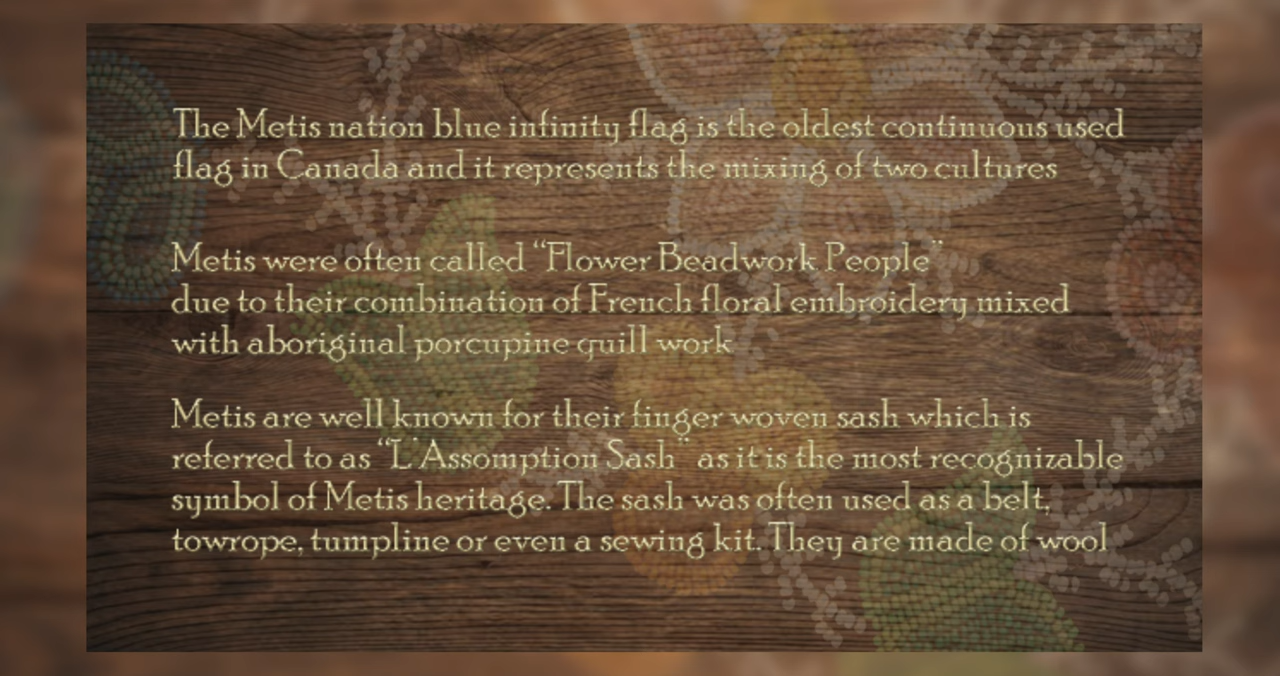 The Metis nation blue infinity flag is the oldest continuous used
flag in Canada and it represents the mixing of two cultures
Metis were often called “Flower Beadwork People”
due to their combination of French floral embroidery mixed
with aboriginal porcupine quill work
Metis are well known for their finger woven sash which is
referred to as “L'Assomption Sash” as it is the most recognizable
symbol of Metis heritage. The sash was often used as a belt,
towrope, tumpline or even a sewing kit. They are made of wool